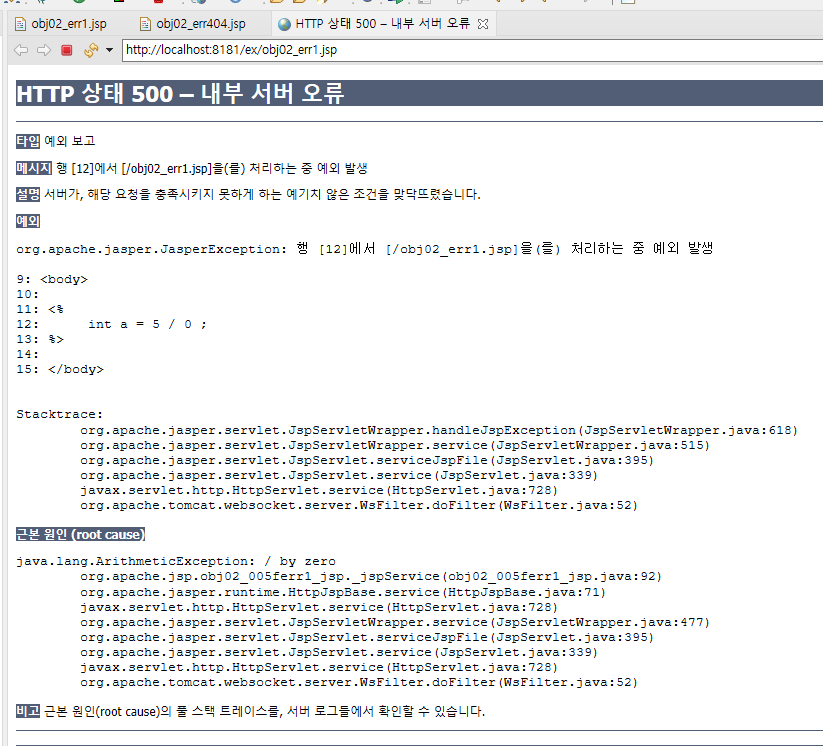 obj02_err1.jsp obj02_err404.jsp HTTP 상태 500 – 내부 서버 오류
http://localhost:8181/ex/obj02_err1.jsp
HTTP 상태 500 – 내부 서버 오류
타입 예외 보고
메시지 행 [12]에서 [/obj02_err1.jsp]을(를) 처리하는 중 예외 발생
설명 서버가, 해당 요청을 충족시키지 못하게 하는 예기치 않은 조건을 맞닥뜨렸습니다.
예외
org.apache.jasper.JasperException: 행 [12]에서 [/obj02_err1.jsp]을(를) 처리하는 중 예외 발생
9: <body>
10:
11: <%
12: int a = 5 / 0 ;
13: %>
14:
15: </body>
Stacktrace:
org.apache.jasper.servlet.JspServletWrapper.handleJspException(JspServletWrapper.java:618)
org.apache.jasper.servlet.JspServletWrapper.service(JspServletWrapper.java:515)
org.apache.jasper.servlet.JspServlet.serviceJspFile(JspServlet.java:395)
org.apache.jasper.servlet.JspServlet.service(JspServlet.java:339)
javax.servlet.http.HttpServlet.service(HttpServlet.java:728)
org.apache.tomcat.websocket.server.WsFilter.doFilter(WsFilter.java:52)
근본 원인 (root cause)
java.lang.ArithmeticException: / by zero
org.apache.jsp.obj02_005ferr1_jsp._jspService(obj02_005ferr1_jsp.java:92)
org.apache.jasper.runtime.HttpJspBase.service(HttpJspBase.java:71)
javax.servlet.http.HttpServlet.service(HttpServlet.java:728)
org.apache.jasper.servlet.JspServletWrapper.service(JspServletWrapper.java:477)
org.apache.jasper.servlet.JspServlet.serviceJspFile(JspServlet.java:395)
org.apache.jasper.servlet.JspServlet.service(JspServlet.java:339)
javax.servlet.http.HttpServlet.service(HttpServlet.java:728)
org.apache.tomcat.websocket.server.WsFilter.doFilter(WsFilter.java:52)
비고 근본 원인(root cause)의 풀 스택 트레이스를, 서버 로그들에서 확인할 수 있습니다.